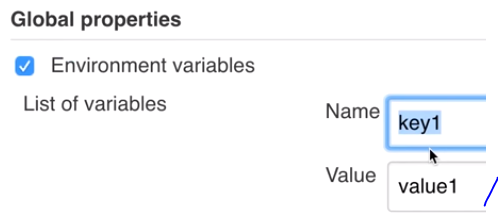 Global properties
Environment variables
List of variables
Name
key1
Value
value1